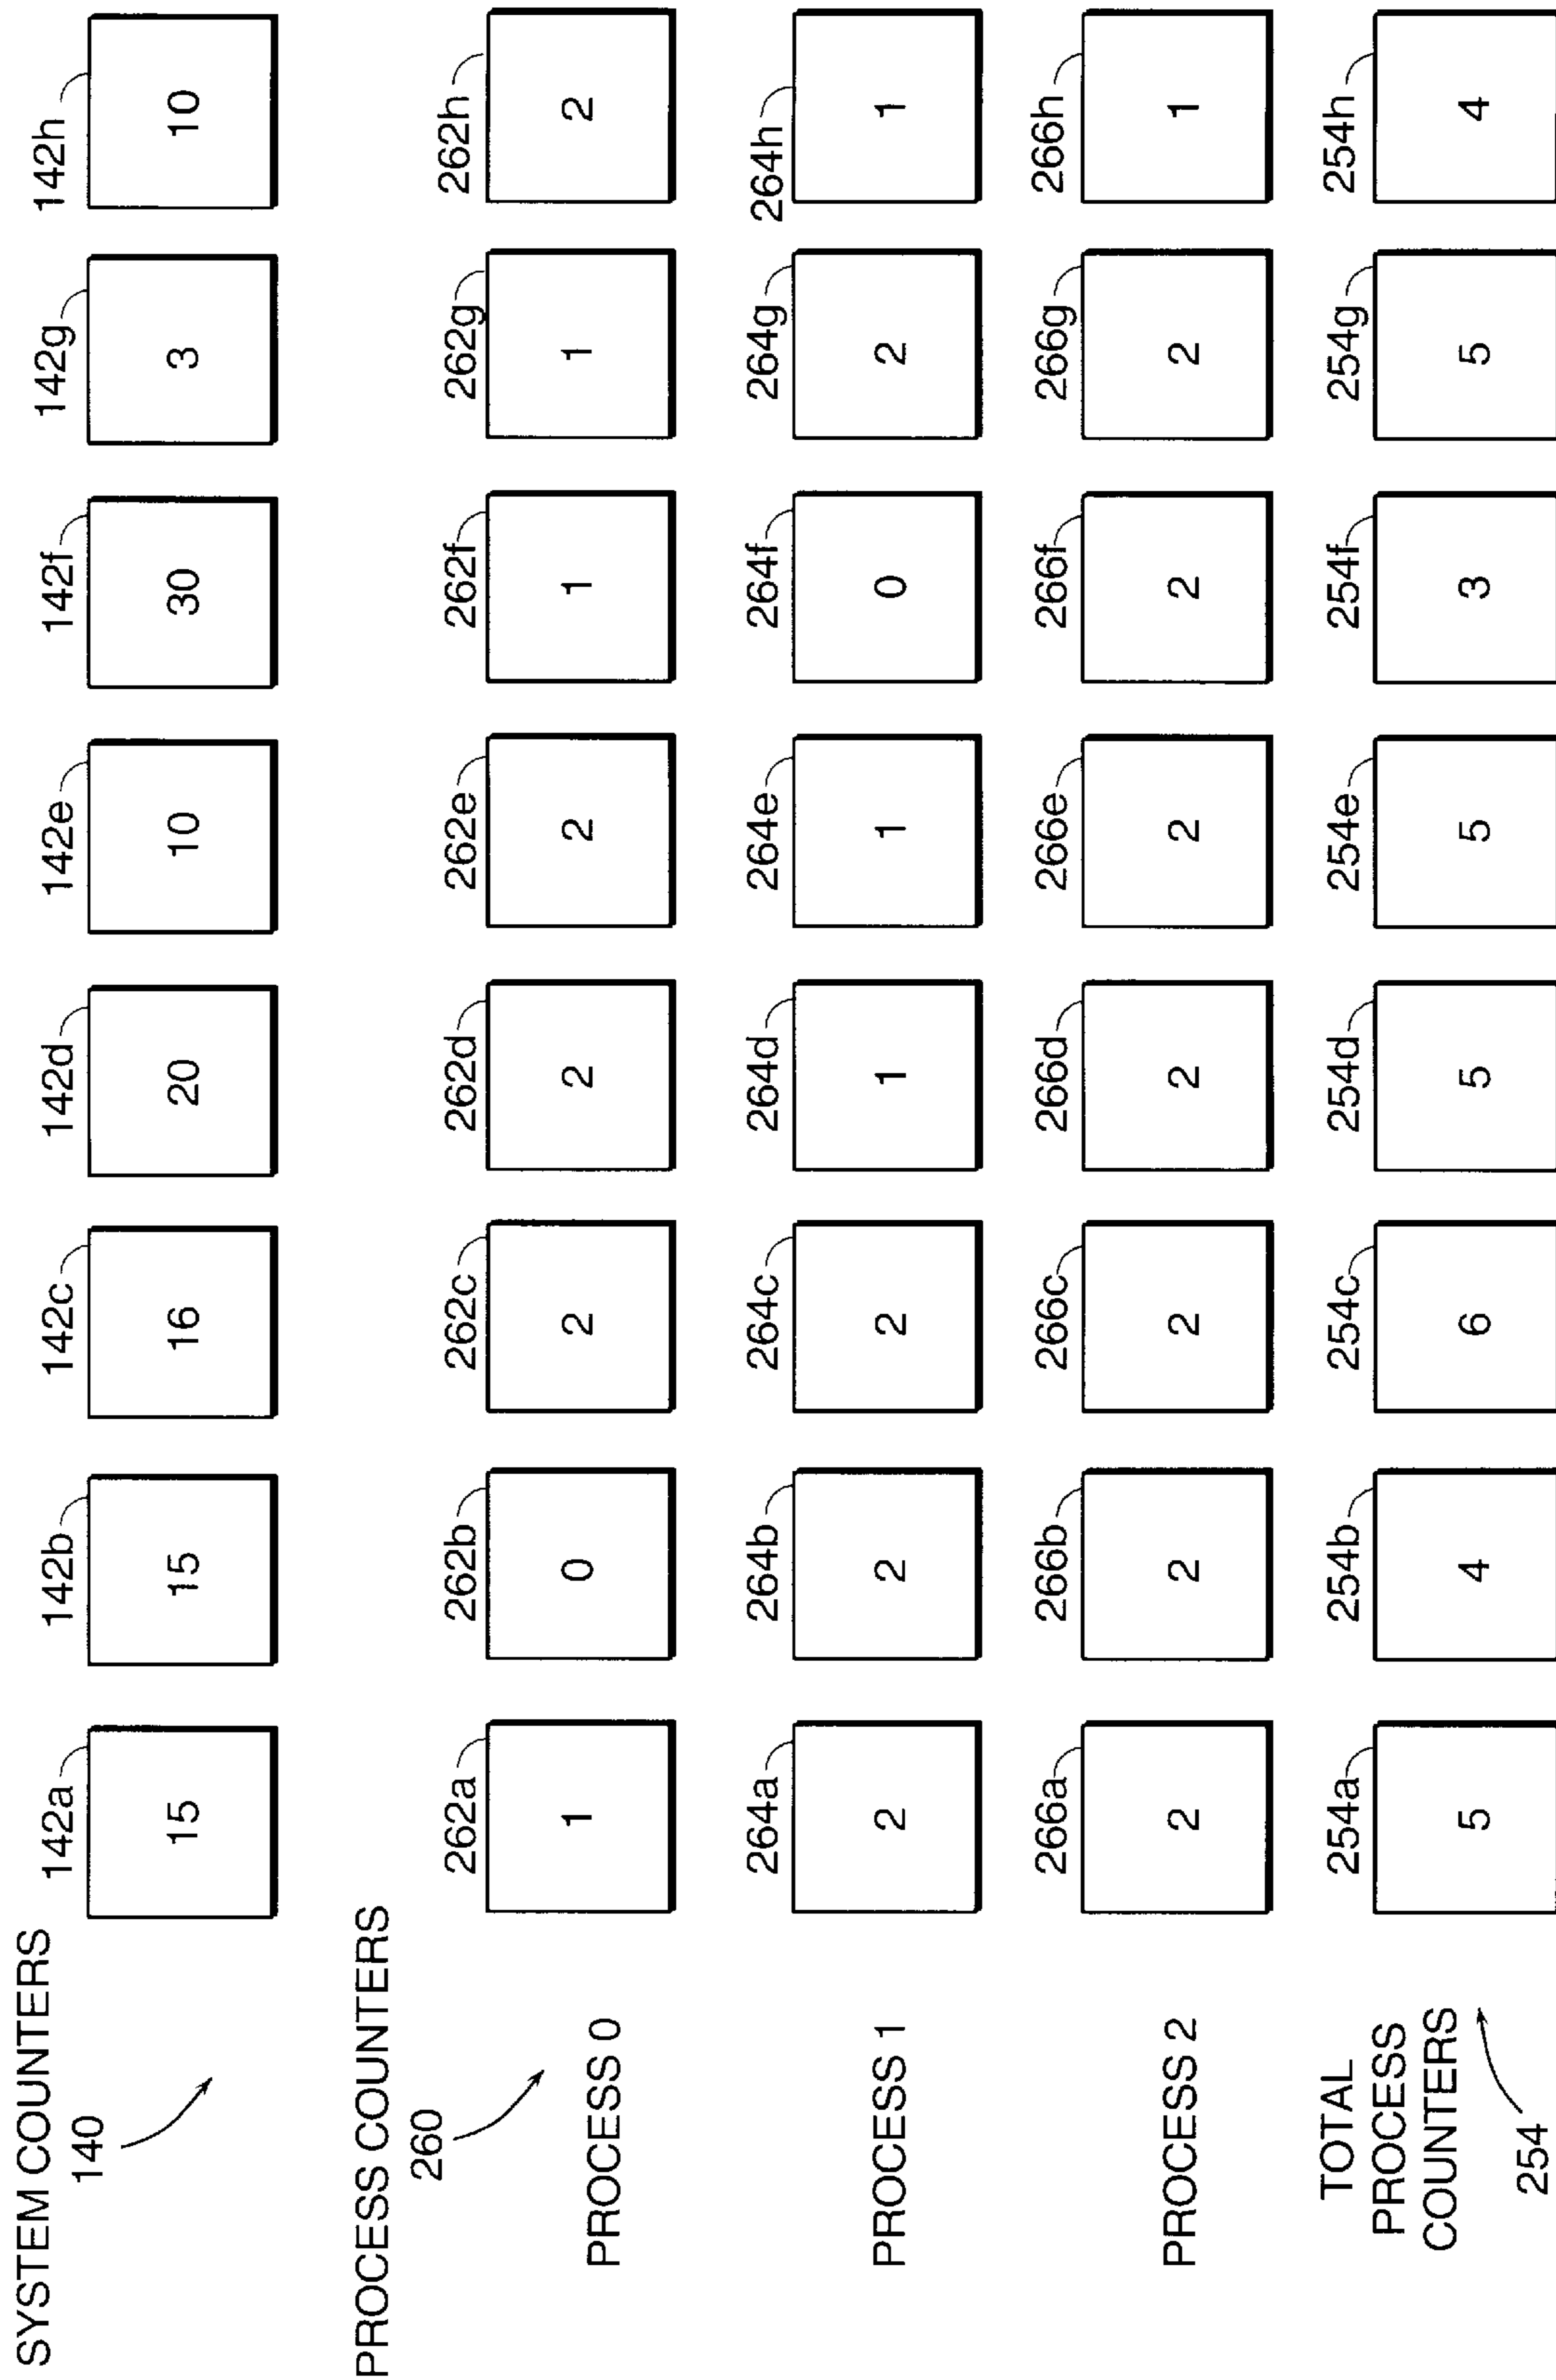 SYSTEM COUNTERS
140
142a 142b 142c 142d 142e 142f 142g 142h
15 15 16 20 10 30 3 10
PROCESS COUNTERS
260
262a 262b 262c 262d 262e 262f 262g 262h
PROCESS 0 1 0 2 2 2 1 1 2
264a 264b 264c 264d 264e 264f 264g 264h
PROCESS 1 2 2 2 1 1 0 2 1
266a 266b 266c 266d 266e 266f 266g 266h
PROCESS 2 2 2 2 2 2 2 2 1
TOTAL
PROCESS
COUNTERS
254
254a 254b 254c 254d 254e 254f 254g 254h
5 4 6 5 5 3 5 4